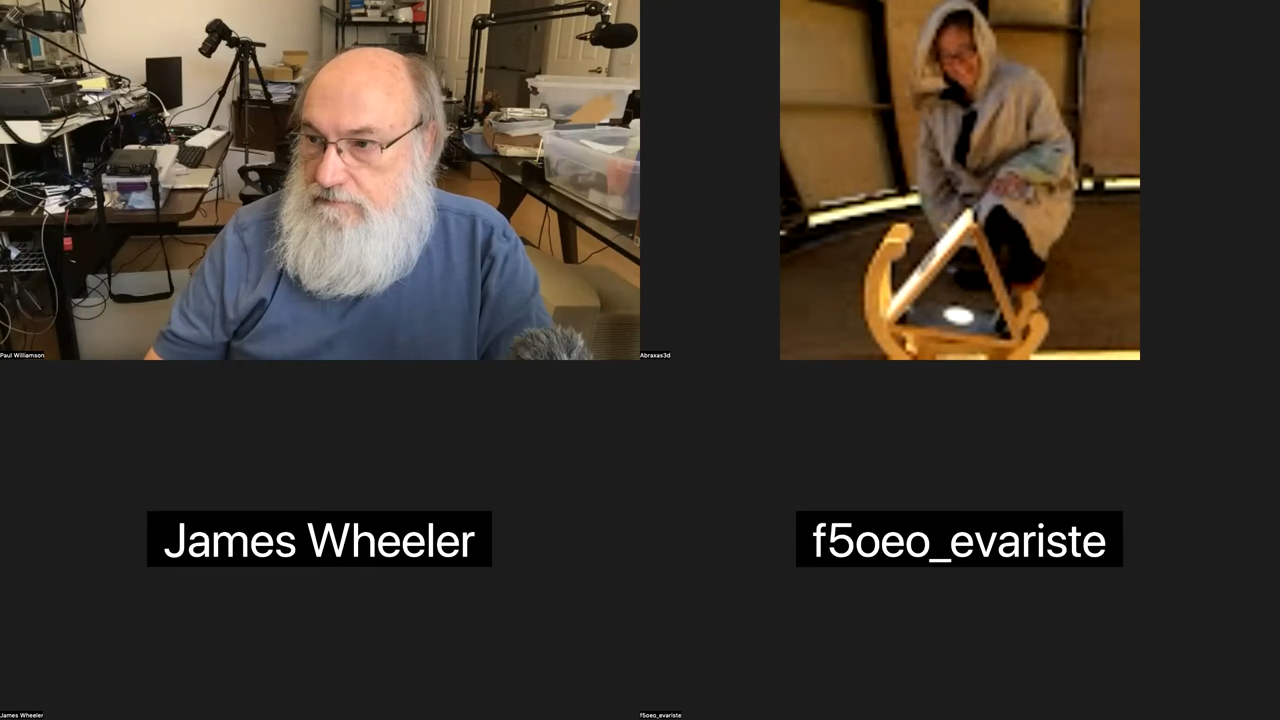 Paul Williamson
Abraxas3d
James Wheeler
f5oeo_evariste
James Wheeler
f5oeo_evariste